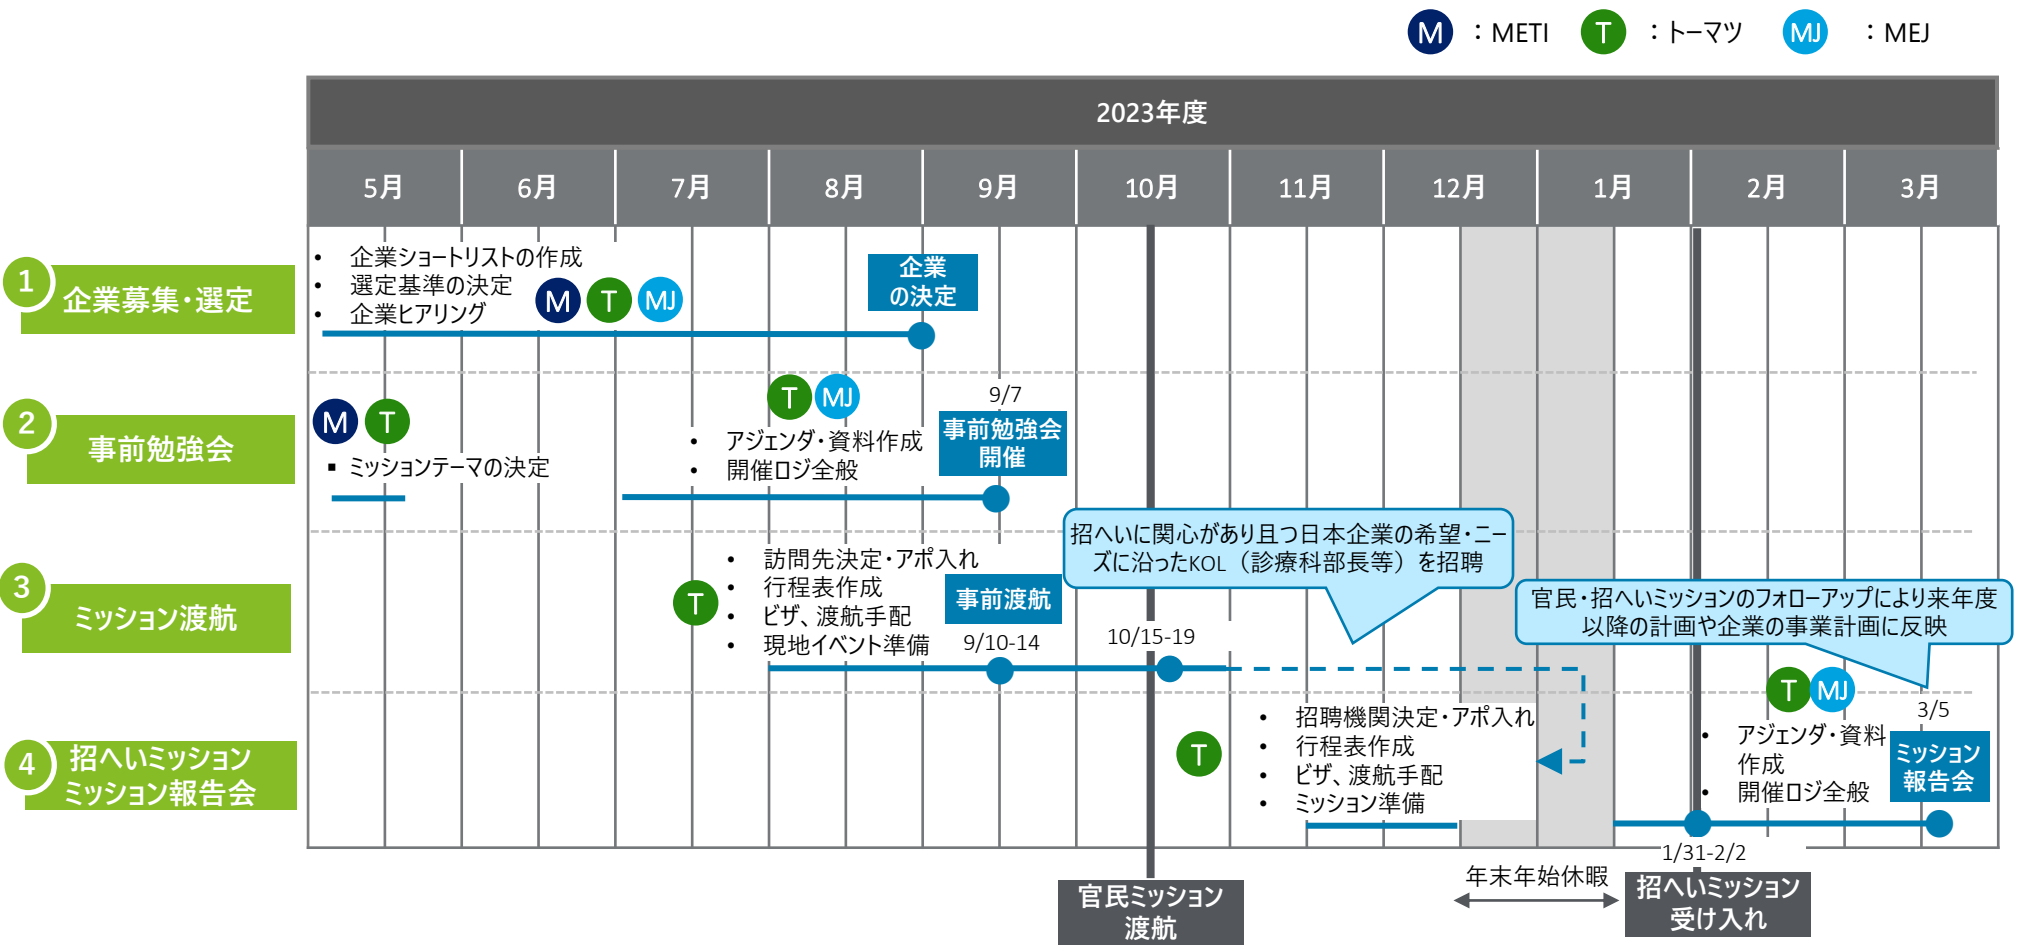 M ：METI T ：トーマツ MJ ：MEJ
2023年度
5月 6月 7月 8月 9月 10月 11月 12月 1月 2月 3月
1
企業募集・選定
• 企業ショートリストの作成
• 選定基準の決定
• 企業ヒアリング
M T MJ
企業
の決定
2
事前勉強会
M T
▪ ミッションテーマの決定
T MJ
• アジェンダ・資料作成
• 開催ロジ全般
9/7
事前勉強会
開催
3
ミッション渡航
T
• 訪問先決定・アポ入れ
• 行程表作成
• ビザ、渡航手配
• 現地イベント準備
事前渡航
9/10-14
10/15-19
招へいに関心があり且つ日本企業の希望・ニー
ズに沿ったKOL（診療科部長等）を招聘
官民・招へいミッションのフォローアップにより来年度
以降の計画や企業の事業計画に反映
4
招へいミッション
ミッション報告会
T
• 招聘機関決定・アポ入れ
• 行程表作成
• ビザ、渡航手配
• ミッション準備
T MJ
• アジェンダ・資料
作成
• 開催ロジ全般
3/5
ミッション
報告会
1/31-2/2
年末年始休暇
官民ミッション
渡航
招へいミッション
受け入れ